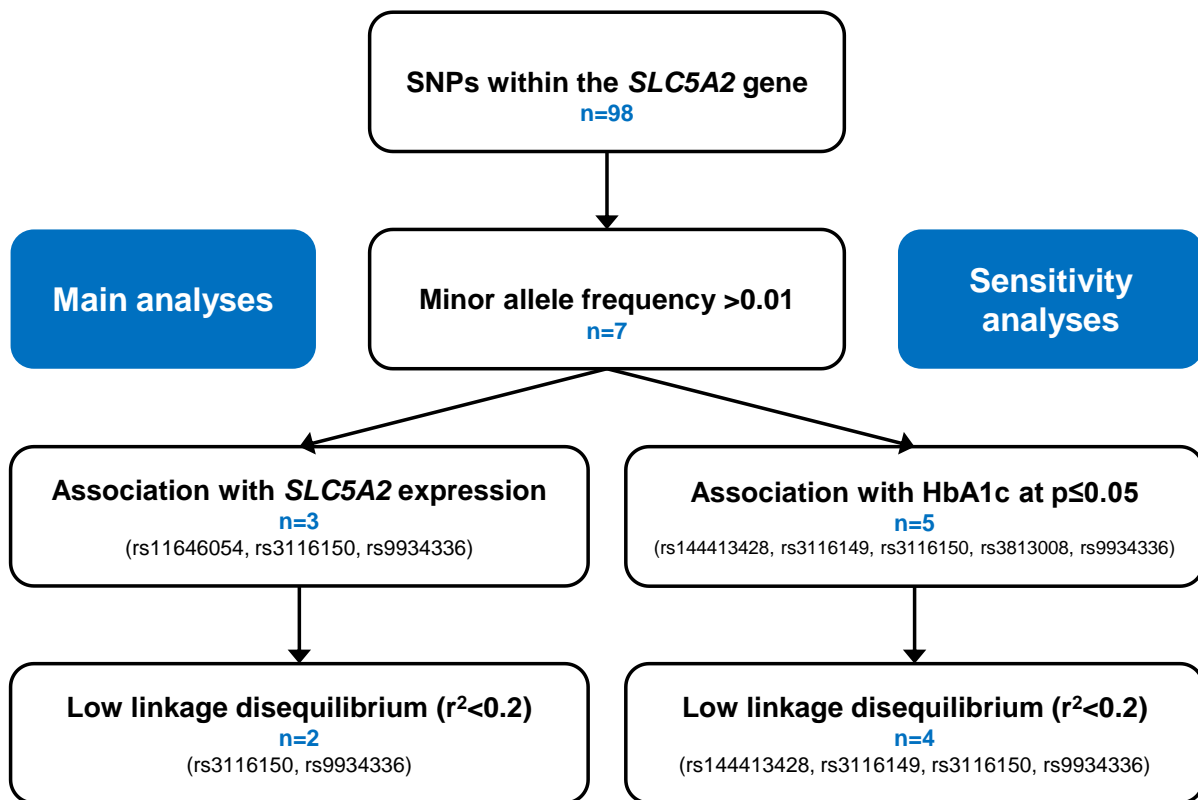 SNPs within the SLC5A2 gene
n=98
Main analyses
Minor allele frequency >0.01
n=7
Sensitivity
analyses
Association with SLC5A2 expression
n=3
(rs11646054, rs3116150, rs9934336)
Association with HbA1c at p≤0.05
n=5
(rs144413428, rs3116149, rs3116150, rs3813008, rs9934336)
Low linkage disequilibrium (r²<0.2)
n=2
(rs3116150, rs9934336)
Low linkage disequilibrium (r²<0.2)
n=4
(rs144413428, rs3116149, rs3116150, rs9934336)